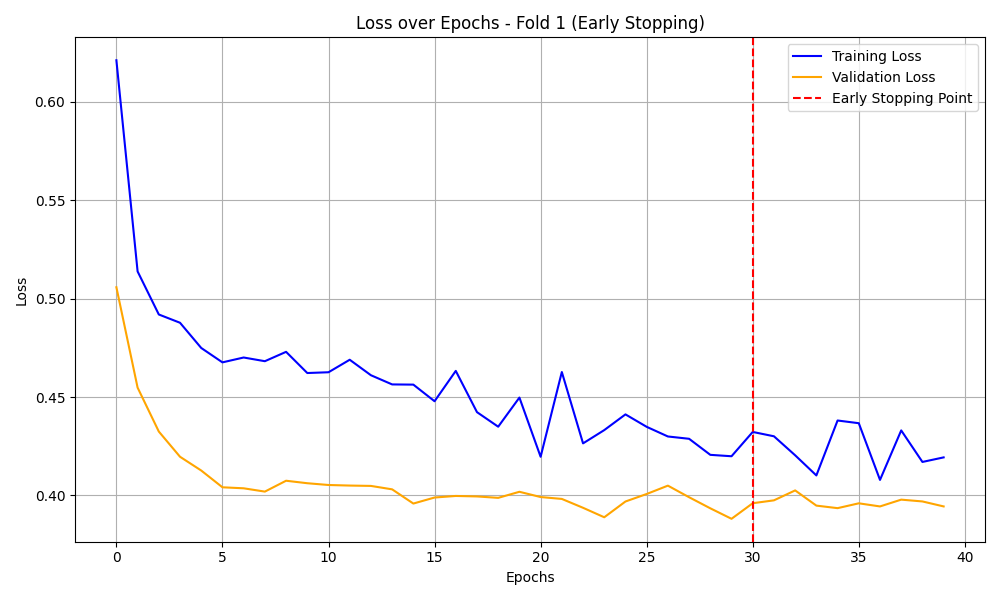 Loss over Epochs - Fold 1 (Early Stopping)
Training Loss
Validation Loss
Early Stopping Point
0.60
0.55
0.50
0.45
0.40
Loss
0 5 10 15 20 25 30 35 40
Epochs